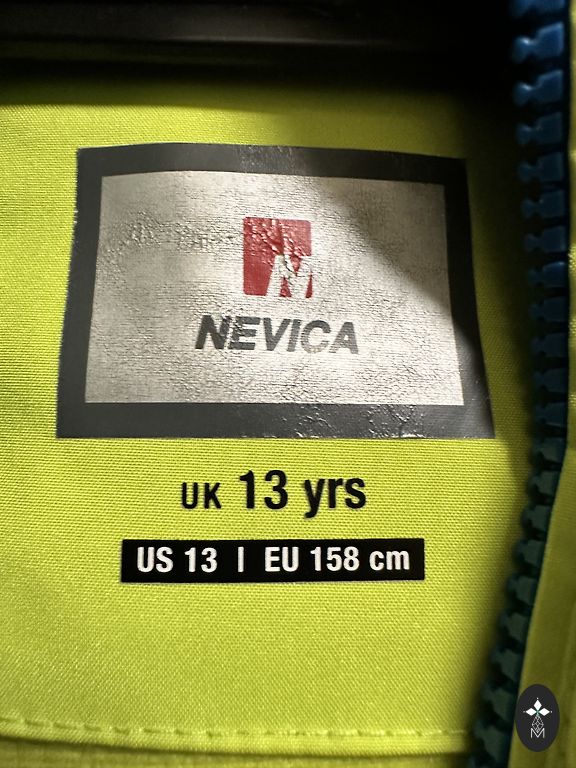 NEVICA
UK 13 yrs
US 13 | EU 158 cm